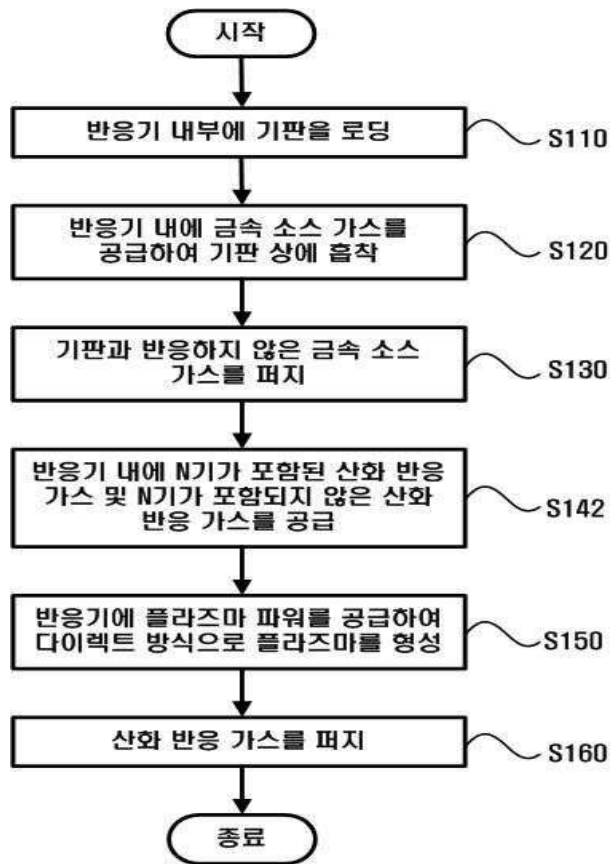 시작
반응기 내부에 기판을 로딩
S110
반응기 내에 금속 소스 가스를
공급하여 기판 상에 흡착
S120
기판과 반응하지 않은 금속 소스
가스를 퍼지
S130
반응기 내에 N기가 포함된 산화 반응
가스 및 N기가 포함되지 않은 산화
반응 가스를 공급
S142
반응기에 플라즈마 파워를 공급하여
다이렉트 방식으로 플라즈마를 형성
S150
산화 반응 가스를 퍼지
S160
종료